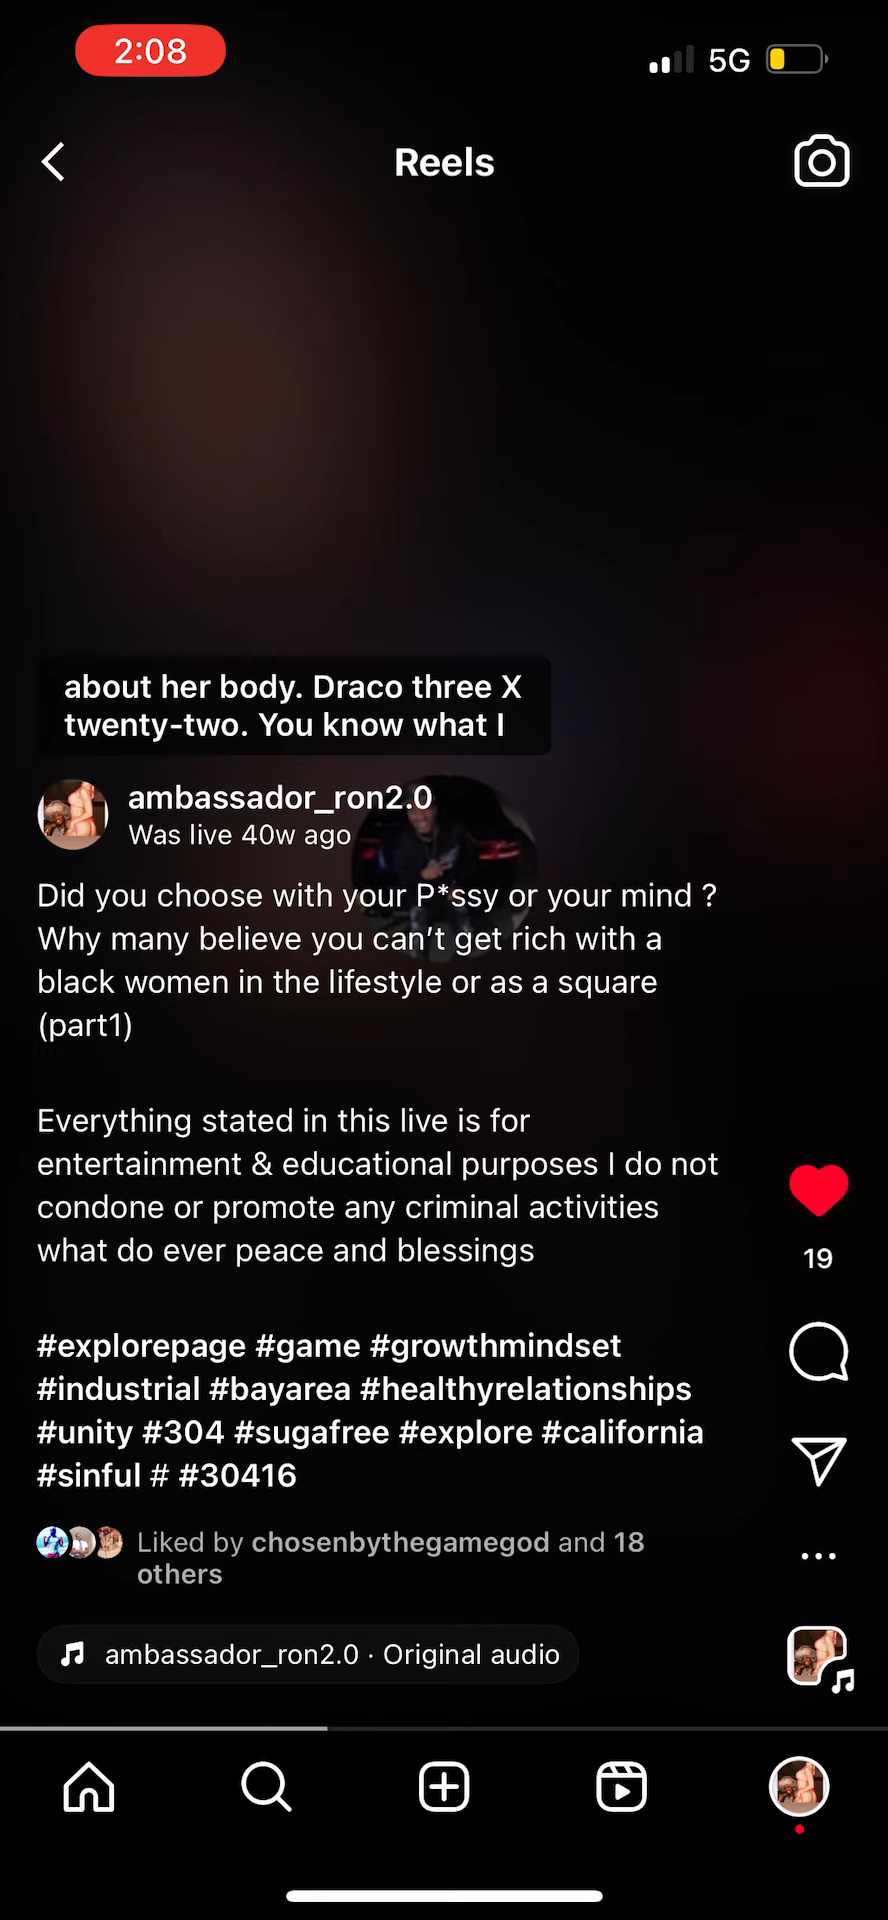 2:08
5G
Reels
about her body. Draco three X
twenty-two. You know what I
ambassador_ron2.0
Was live 40w ago
Did you choose with your P*ssy or your mind ?
Why many believe you can’t get rich with a
black women in the lifestyle or as a square
(part1)
Everything stated in this live is for
entertainment & educational purposes I do not
condone or promote any criminal activities
what do ever peace and blessings
#explorepage #game #growthmindset
#industrial #bayarea #healthyrelationships
#unity #304 #sugafree #explore #california
#sinful # #30416
19
Liked by chosenbythegamegod and 18
others
ambassador_ron2.0 · Original audio